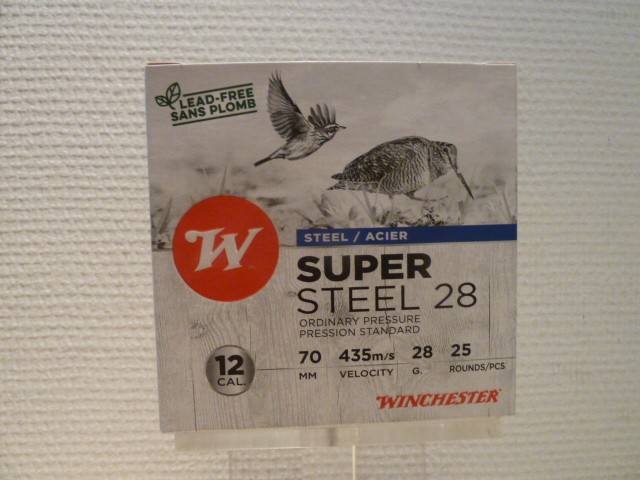 LEAD-FREE
SANS PLOMB
W
STEEL / ACIER
SUPER
STEEL 28
ORDINARY PRESSURE
PRESSION STANDARD
12
CAL.
70
MM
435m/s
VELOCITY
28
G.
25
ROUNDS/PCS
WINCHESTER